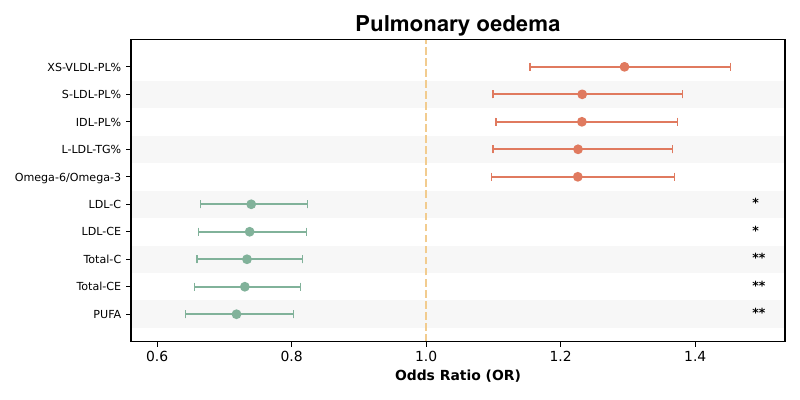 Pulmonary oedema
XS-VLDL-PL%
S-LDL-PL%
IDL-PL%
L-LDL-TG%
Omega-6/Omega-3
LDL-C *
LDL-CE *
Total-C **
Total-CE **
PUFA **
0.6 0.8 1.0 1.2 1.4
Odds Ratio (OR)